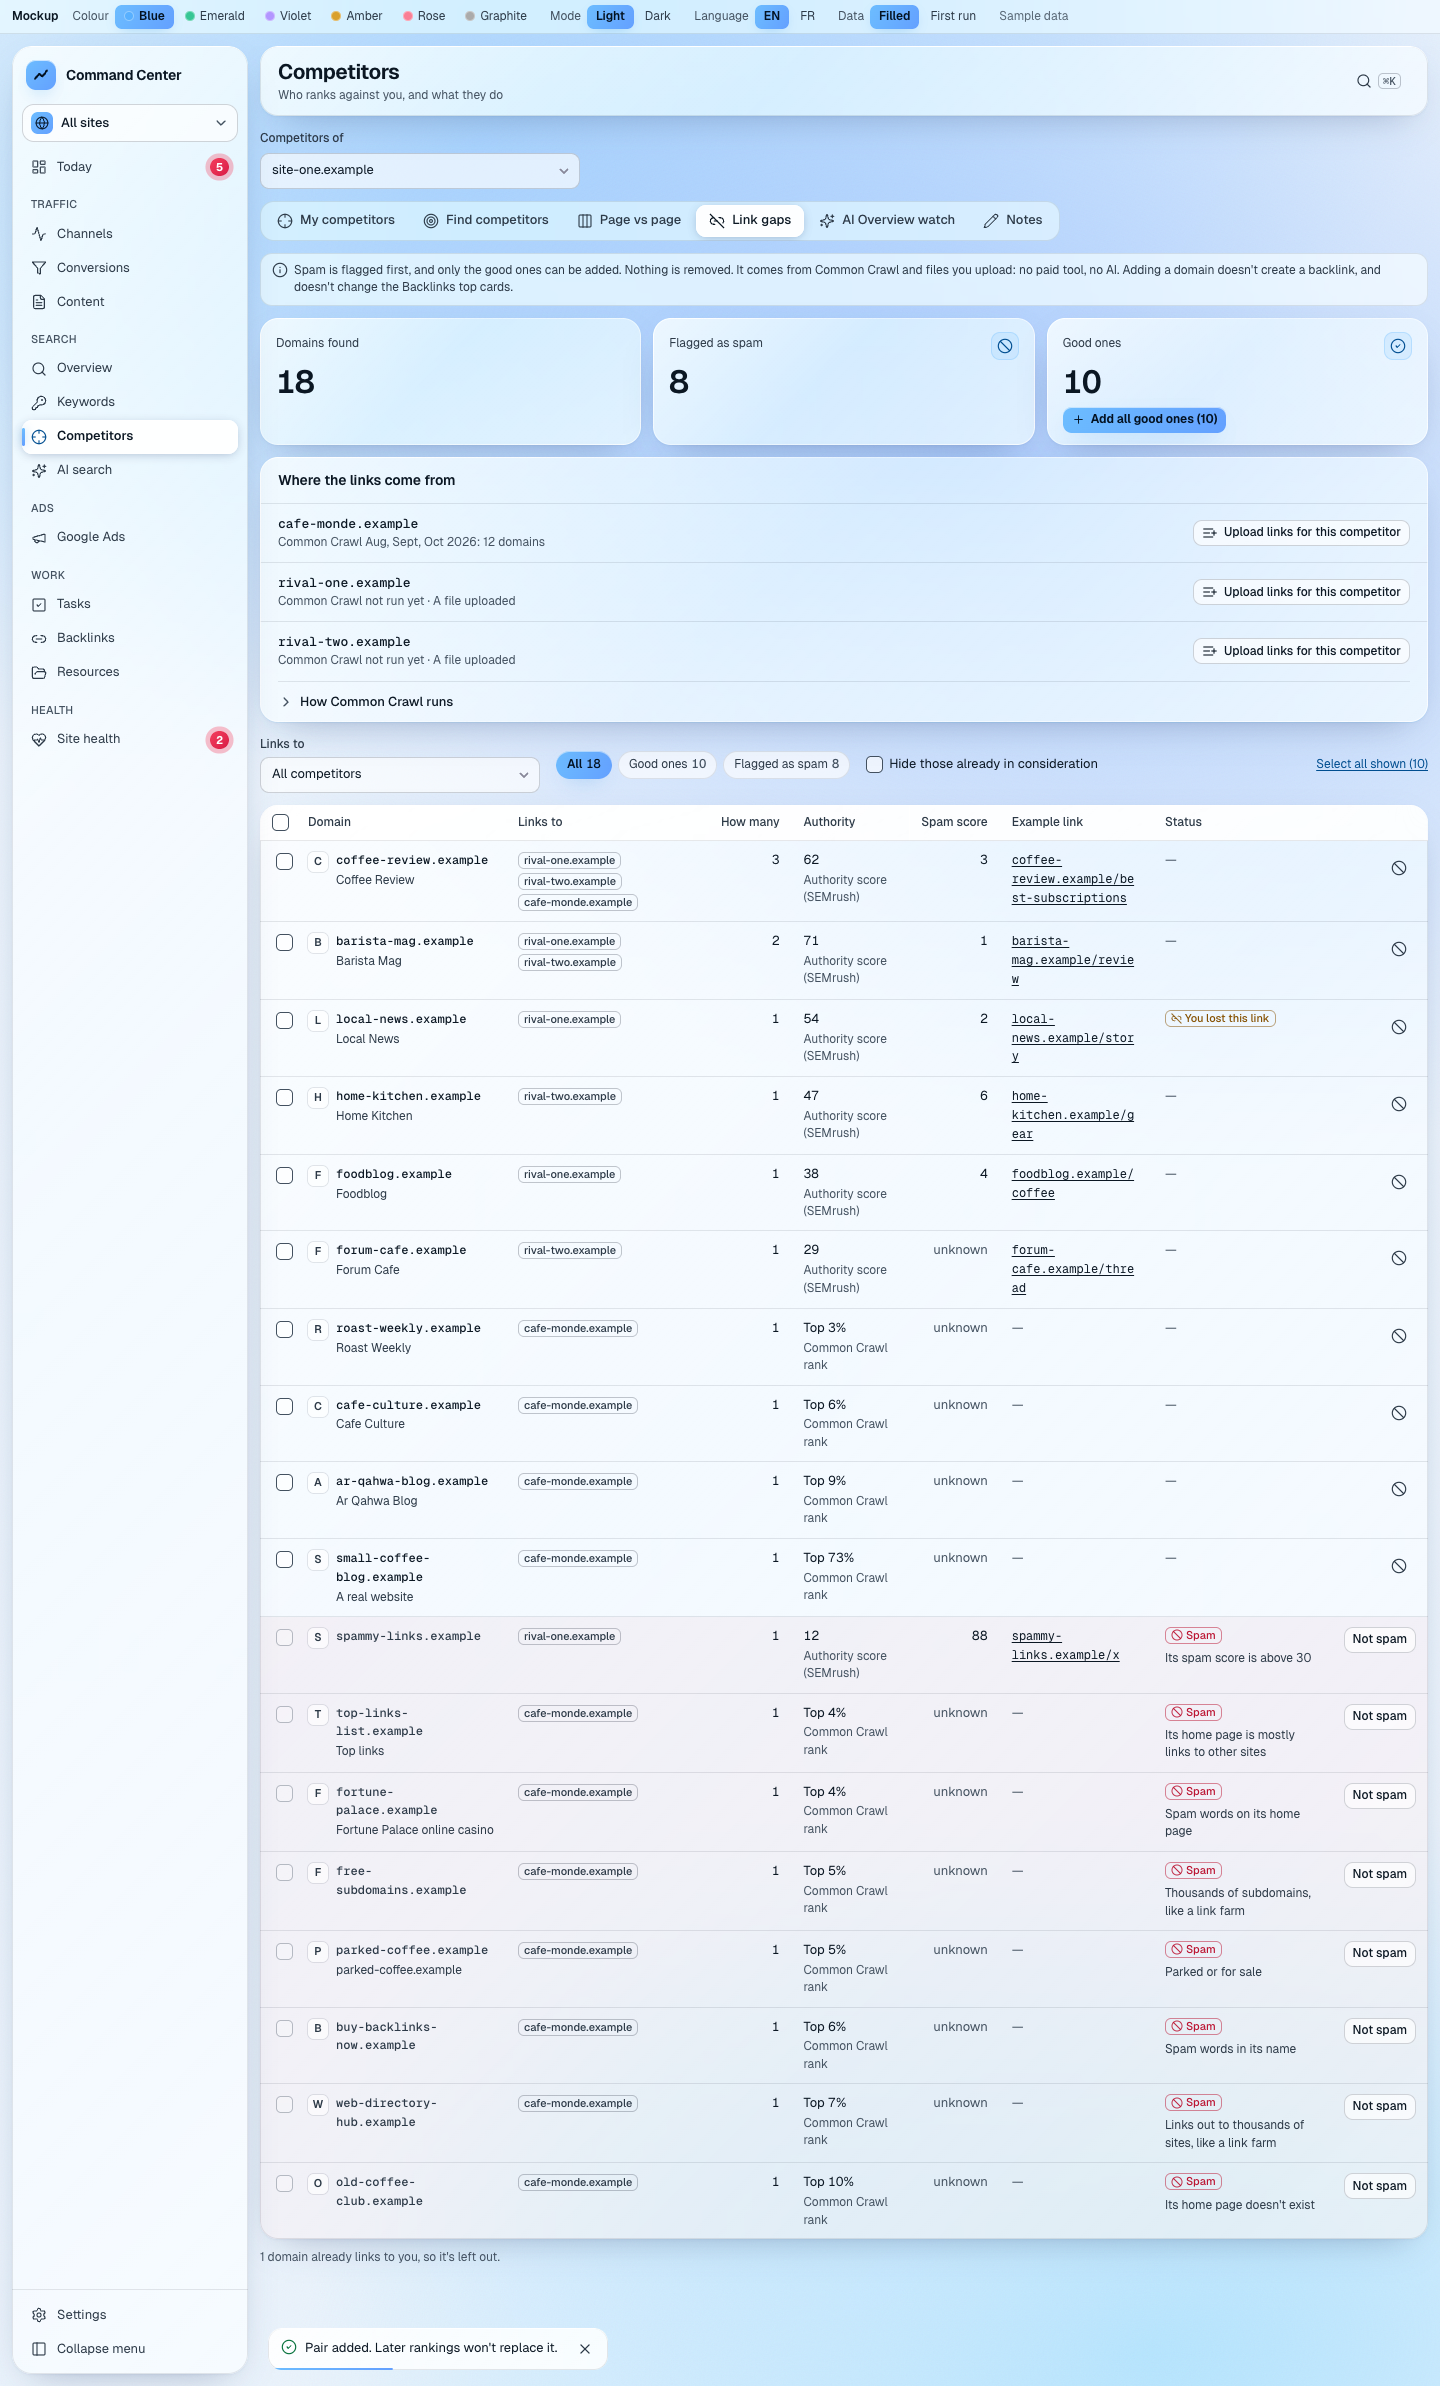 Mockup Colour Blue Emerald Violet Amber Rose Graphite Mode Light Dark Language EN FR Data Filled First run Sample data
Command Center
All sites
Today 5
TRAFFIC
Channels
Conversions
Content
SEARCH
Overview
Keywords
Competitors
AI search
ADS
Google Ads
WORK
Tasks
Backlinks
Resources
HEALTH
Site health 2
Settings
Collapse menu
Competitors
Who ranks against you, and what they do
⌘K
Competitors of
site-one.example
My competitors Find competitors Page vs page Link gaps AI Overview watch Notes
Spam is flagged first, and only the good ones can be added. Nothing is removed. It comes from Common Crawl and files you upload: no paid tool, no AI. Adding a domain doesn't create a backlink, and
doesn't change the Backlinks top cards.
Domains found
18
Flagged as spam
8
Good ones
10
Add all good ones (10)
Where the links come from
cafe-monde.example
Common Crawl Aug, Sept, Oct 2026: 12 domains
Upload links for this competitor
rival-one.example
Common Crawl not run yet · A file uploaded
Upload links for this competitor
rival-two.example
Common Crawl not run yet · A file uploaded
Upload links for this competitor
How Common Crawl runs
Links to
All competitors
All 18 Good ones 10 Flagged as spam 8 Hide those already in consideration Select all shown (10)
Domain Links to How many Authority Spam score Example link Status
C coffee-review.example rival-one.example 3 62 3 coffee- —
Coffee Review rival-two.example Authority score review.example/be
cafe-monde.example (SEMrush) st-subscriptions
B barista-mag.example rival-one.example 2 71 1 barista- —
Barista Mag rival-two.example Authority score mag.example/revie
(SEMrush) w
L local-news.example rival-one.example 1 54 2 local- You lost this link
Local News Authority score news.example/stor
(SEMrush) y
H home-kitchen.example rival-two.example 1 47 6 home- —
Home Kitchen Authority score kitchen.example/g
(SEMrush) ear
F foodblog.example rival-one.example 1 38 4 foodblog.example/ —
Foodblog Authority score coffee
(SEMrush)
F forum-cafe.example rival-two.example 1 29 unknown forum- —
Forum Cafe Authority score cafe.example/thre
(SEMrush) ad
R roast-weekly.example cafe-monde.example 1 Top 3% unknown — —
Roast Weekly Common Crawl
rank
C cafe-culture.example cafe-monde.example 1 Top 6% unknown — —
Cafe Culture Common Crawl
rank
A ar-qahwa-blog.example cafe-monde.example 1 Top 9% unknown — —
Ar Qahwa Blog Common Crawl
rank
S small-coffee- cafe-monde.example 1 Top 73% unknown — —
blog.example Common Crawl
A real website rank
S spammy-links.example rival-one.example 1 12 88 spammy- Spam Not spam
Authority score links.example/x Its spam score is above 30
(SEMrush)
T top-links- cafe-monde.example 1 Top 4% unknown — Spam Not spam
list.example Common Crawl Its home page is mostly
Top links rank links to other sites
F fortune- cafe-monde.example 1 Top 4% unknown — Spam Not spam
palace.example Common Crawl Spam words on its home
Fortune Palace online casino rank page
F free- cafe-monde.example 1 Top 5% unknown — Spam Not spam
subdomains.example Common Crawl Thousands of subdomains,
rank like a link farm
P parked-coffee.example cafe-monde.example 1 Top 5% unknown — Spam Not spam
parked-coffee.example Common Crawl Parked or for sale
rank
B buy-backlinks- cafe-monde.example 1 Top 6% unknown — Spam Not spam
now.example Common Crawl Spam words in its name
rank
W web-directory- cafe-monde.example 1 Top 7% unknown — Spam Not spam
hub.example Common Crawl Links out to thousands of
rank sites, like a link farm
O old-coffee- cafe-monde.example 1 Top 10% unknown — Spam Not spam
club.example Common Crawl Its home page doesn't exist
rank
1 domain already links to you, so it's left out.
Pair added. Later rankings won't replace it.